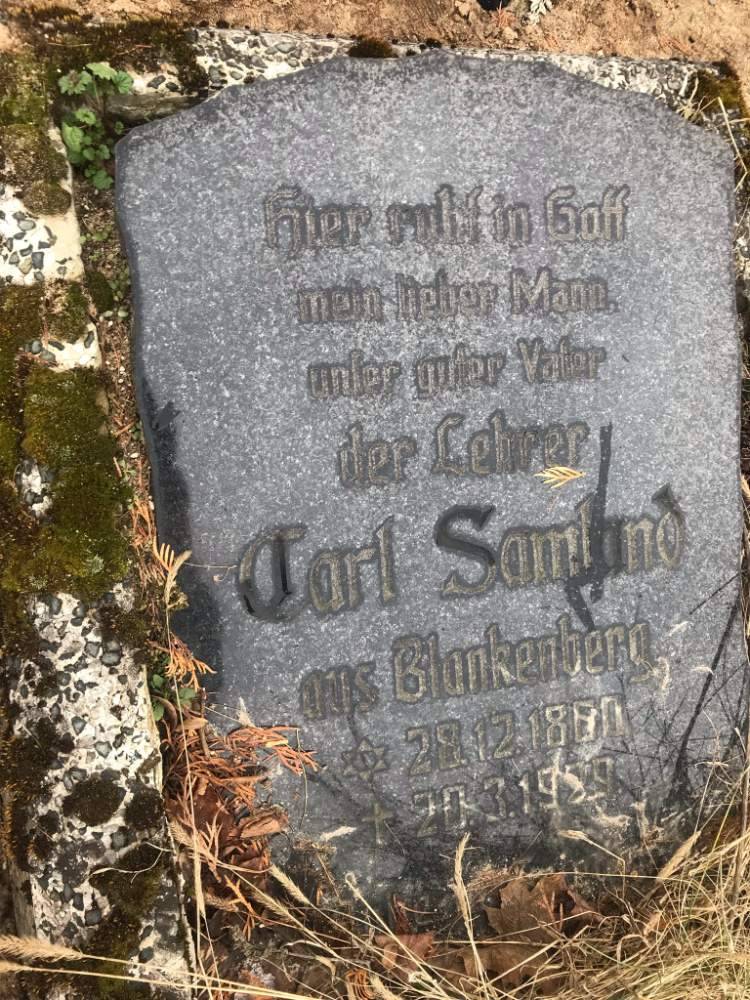 Hier ruht in Gott
mein lieber Mann,
unser guter Vater
der Lehrer
Carl Samland
aus Blankenberg,
✡ 28.12.1860
† 20.3.1929